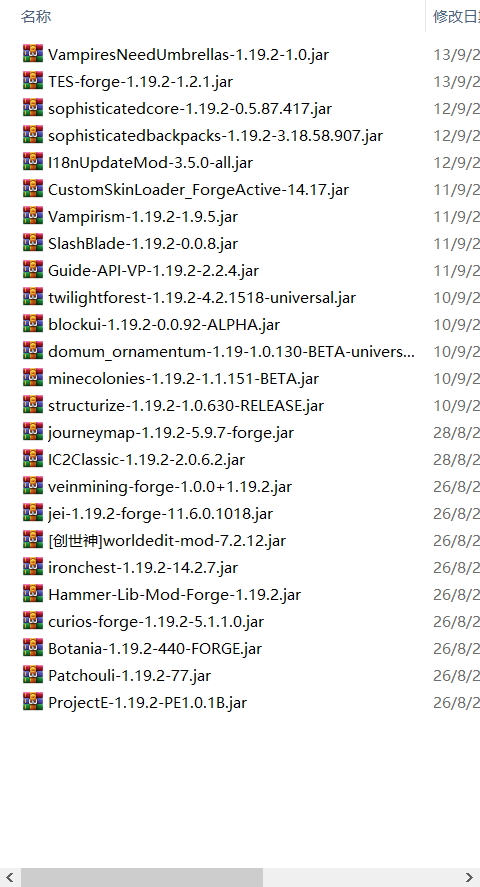 名称 修改日
VampiresNeedUmbrellas-1.19.2-1.0.jar 13/9/2
TES-forge-1.19.2-1.2.1.jar 13/9/2
sophisticatedcore-1.19.2-0.5.87.417.jar 12/9/2
sophisticatedbackpacks-1.19.2-3.18.58.907.jar 12/9/2
I18nUpdateMod-3.5.0-all.jar 12/9/2
CustomSkinLoader_ForgeActive-14.17.jar 11/9/2
Vampirism-1.19.2-1.9.5.jar 11/9/2
SlashBlade-1.19.2-0.0.8.jar 11/9/2
Guide-API-VP-1.19.2-2.2.4.jar 11/9/2
twilightforest-1.19.2-4.2.1518-universal.jar 10/9/2
blockui-1.19.2-0.0.92-ALPHA.jar 10/9/2
domum_ornamentum-1.19-1.0.130-BETA-univers... 10/9/2
minecolonies-1.19.2-1.1.151-BETA.jar 10/9/2
structurize-1.19.2-1.0.630-RELEASE.jar 10/9/2
journeymap-1.19.2-5.9.7-forge.jar 28/8/2
IC2Classic-1.19.2-2.0.6.2.jar 28/8/2
veinmining-forge-1.0.0+1.19.2.jar 26/8/2
jei-1.19.2-forge-11.6.0.1018.jar 26/8/2
[创世神]worldedit-mod-7.2.12.jar 26/8/2
ironchest-1.19.2-14.2.7.jar 26/8/2
Hammer-Lib-Mod-Forge-1.19.2.jar 26/8/2
curios-forge-1.19.2-5.1.1.0.jar 26/8/2
Botania-1.19.2-440-FORGE.jar 26/8/2
Patchouli-1.19.2-77.jar 26/8/2
ProjectE-1.19.2-PE1.0.1B.jar 26/8/2